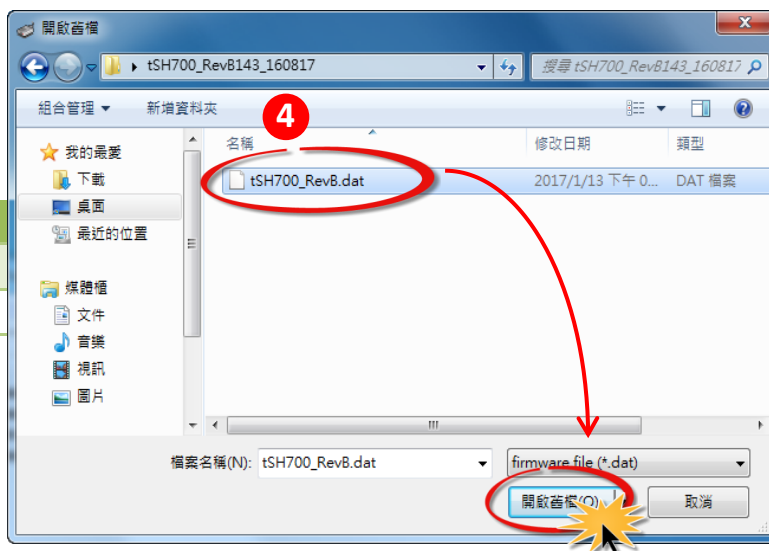 開啟舊檔
tSH700_RevB143_160817
搜尋 tSH700_RevB143_160817
組合管理 新增資料夾
4
名稱 修改日期 類型
我的最愛
下載
桌面
最近的位置
媒體櫃
文件
音樂
視訊
圖片
tSH700_RevB.dat 2017/1/13 下午 0... DAT 檔案
檔案名稱(N): tSH700_RevB.dat firmware file (*.dat)
開啟舊檔(O) 取消